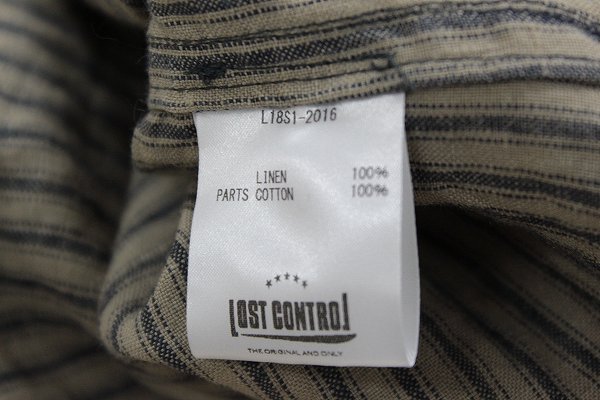 L18S1-2016
LINEN 100%
PARTS COTTON 100%
LOST CONTROL
THE ORIGINAL AND ONLY